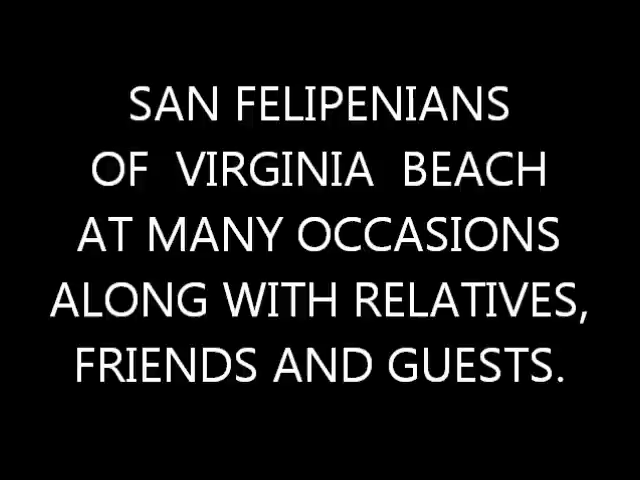 SAN FELIPENIANS
OF VIRGINIA BEACH
AT MANY OCCASIONS
ALONG WITH RELATIVES,
FRIENDS AND GUESTS.